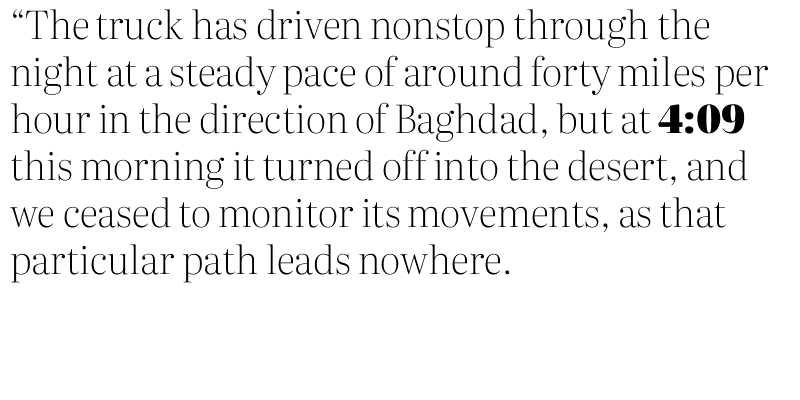 “The truck has driven nonstop through the
night at a steady pace of around forty miles per
hour in the direction of Baghdad, but at 4:09
this morning it turned off into the desert, and
we ceased to monitor its movements, as that
particular path leads nowhere.